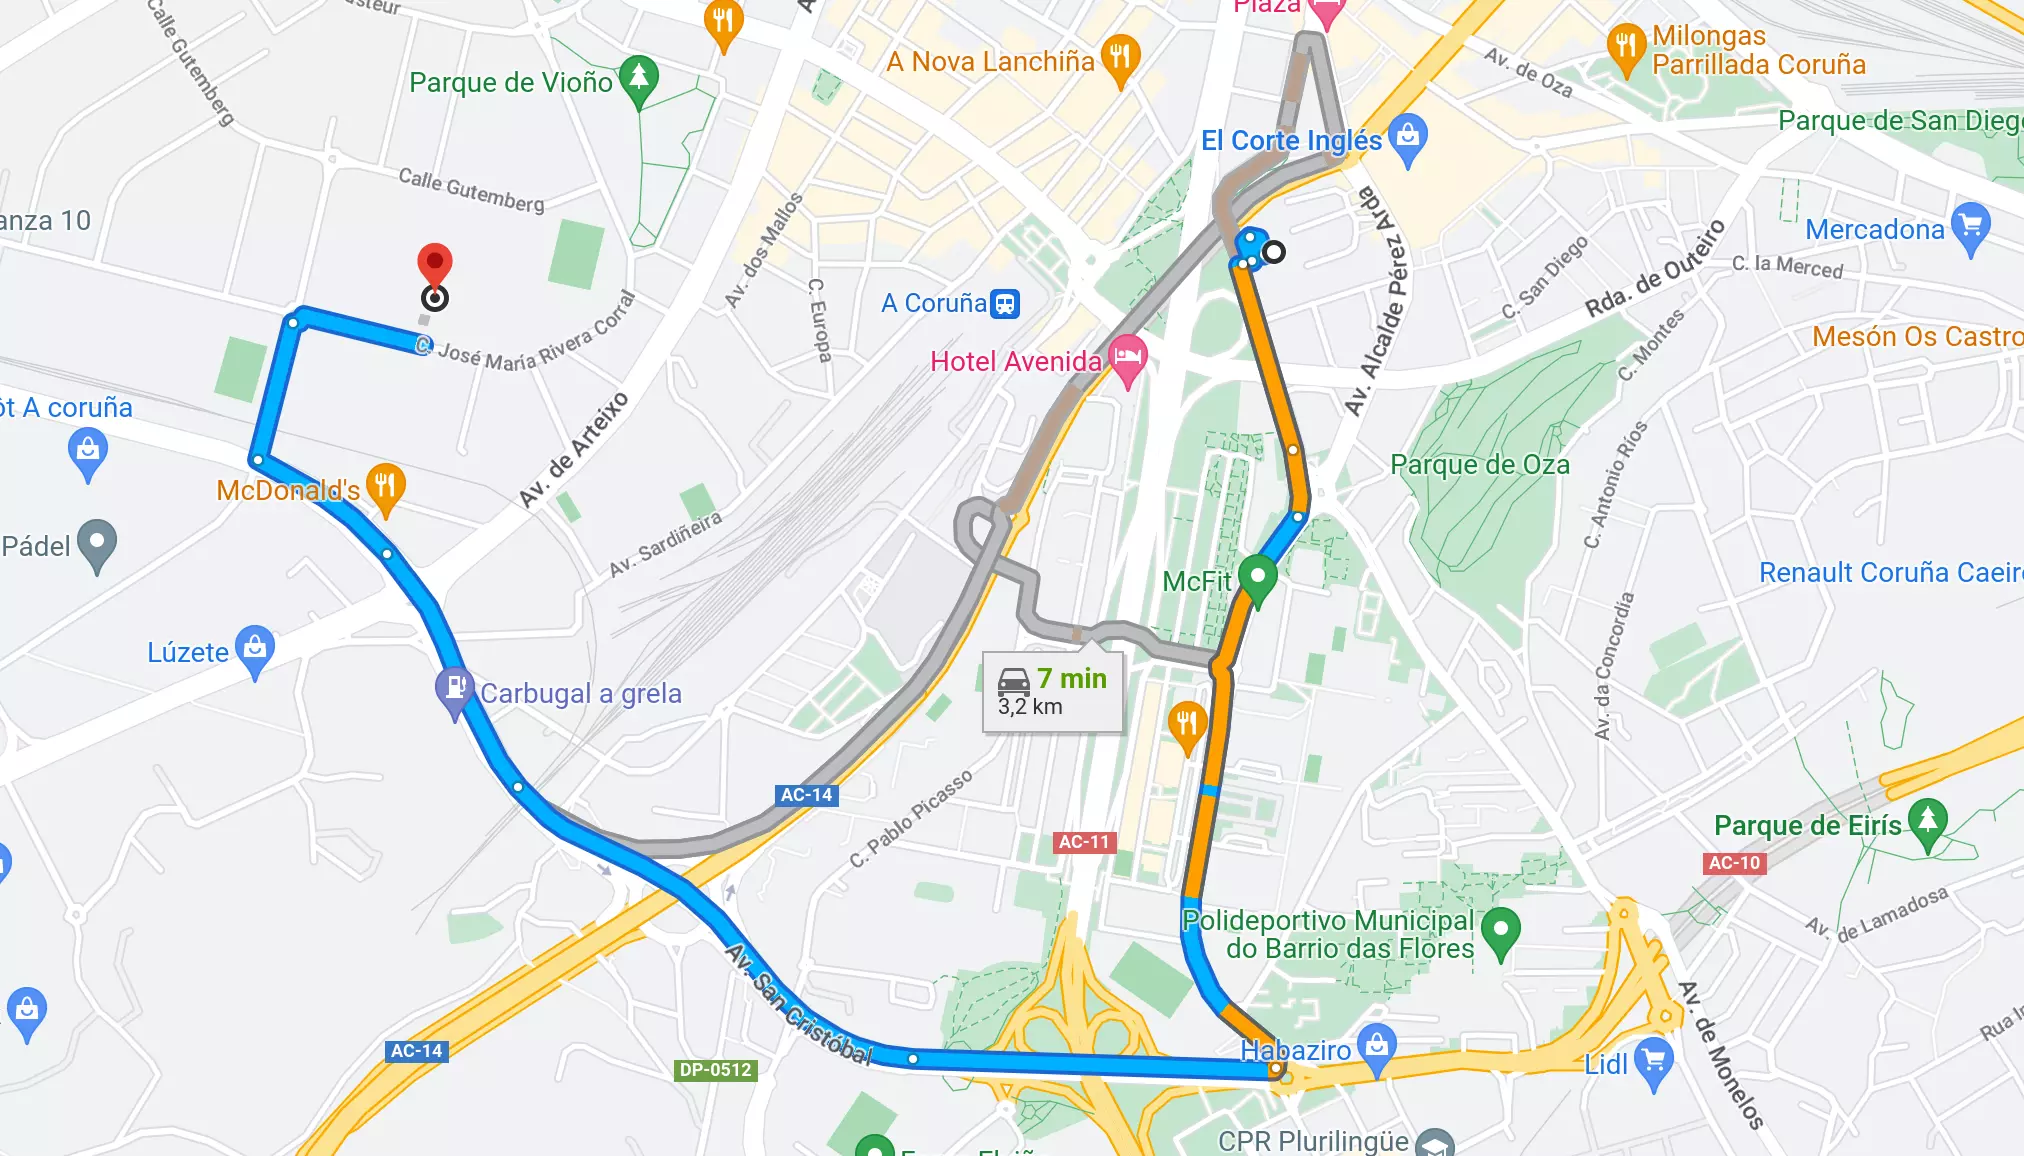 Plaza
asteur
Calle Gutemberg
A Nova Lanchiña
Milongas
Parrillada Coruña
Av. de Oza
Parque de Vioño
El Corte Inglés
Parque de San Dieg
Calle Gutemberg
anza 10
Av. dos Mallos
Av. Alcalde Pérez Arda
Mercadona
C. San Diego
Rda. de Outeiro
C. la Merced
C. Europa
A Coruña
C. Montes
Mesón Os Castro
C. José María Rivera Corral
Hotel Avenida
ôt A coruña
Av. de Arteixo
Parque de Oza
McDonald's
C. Antonio Ríos
Av. Sardiñeira
Pádel
McFit
Renault Coruña Caeiro
Lúzete
Av. da Concordia
Carbugal a grela
7 min
3,2 km
AC-14
C. Pablo Picasso
AC-11
Parque de Eirís
AC-10
Polideportivo Municipal
do Barrio das Flores
Av. de Lamadosa
Av. San Cristóbal
Av. de Monelos
Rua In
AC-14
Habaziro
DP-0512
Lidl
CPR Plurilingüe